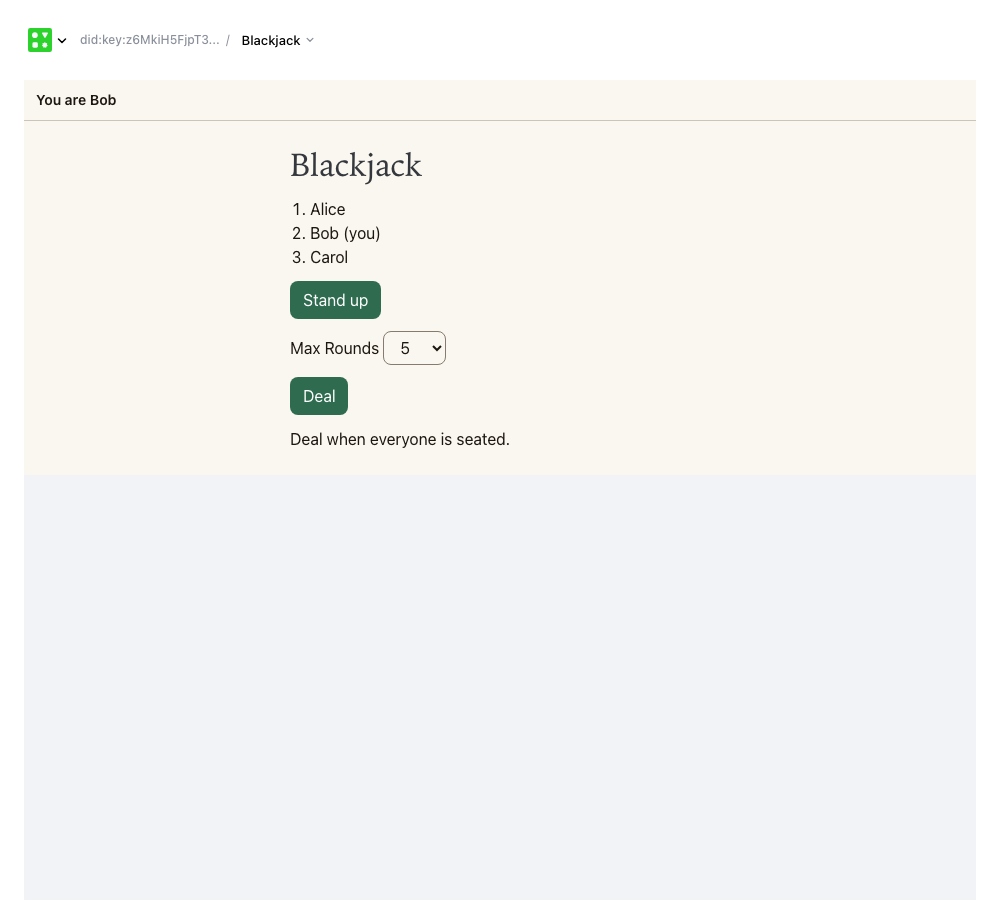 did:key:z6MkiH5FjpT3... / Blackjack
You are Bob
Blackjack
1. Alice
2. Bob (you)
3. Carol
Stand up
Max Rounds 5
Deal
Deal when everyone is seated.